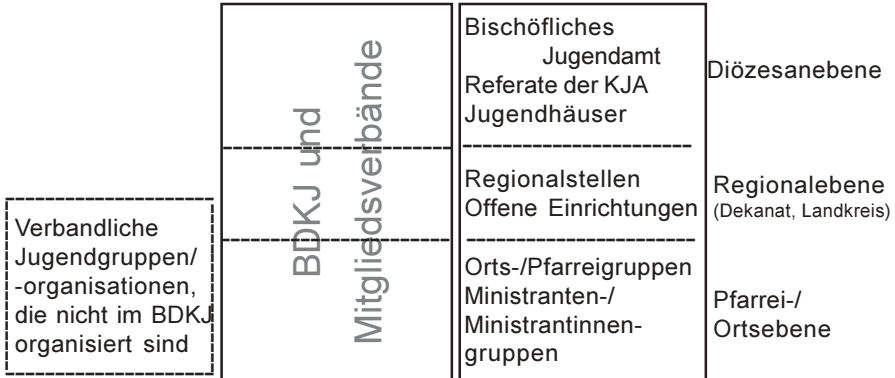 Verbandliche
Jugendgruppen/
-organisationen,
die nicht im BDKJ
organisiert sind
BDKJ und
Mitgliedsverbände
Bischöfliches
Jugendamt
Referate der KJA
Jugendhäuser
Regionalstellen
Offene Einrichtungen
Orts-/Pfarreigruppen
Ministranten-/
Ministrantinnen-
gruppen
Diözesanebene
Regionalebene
(Dekanat, Landkreis)
Pfarrei-/
Ortsebene